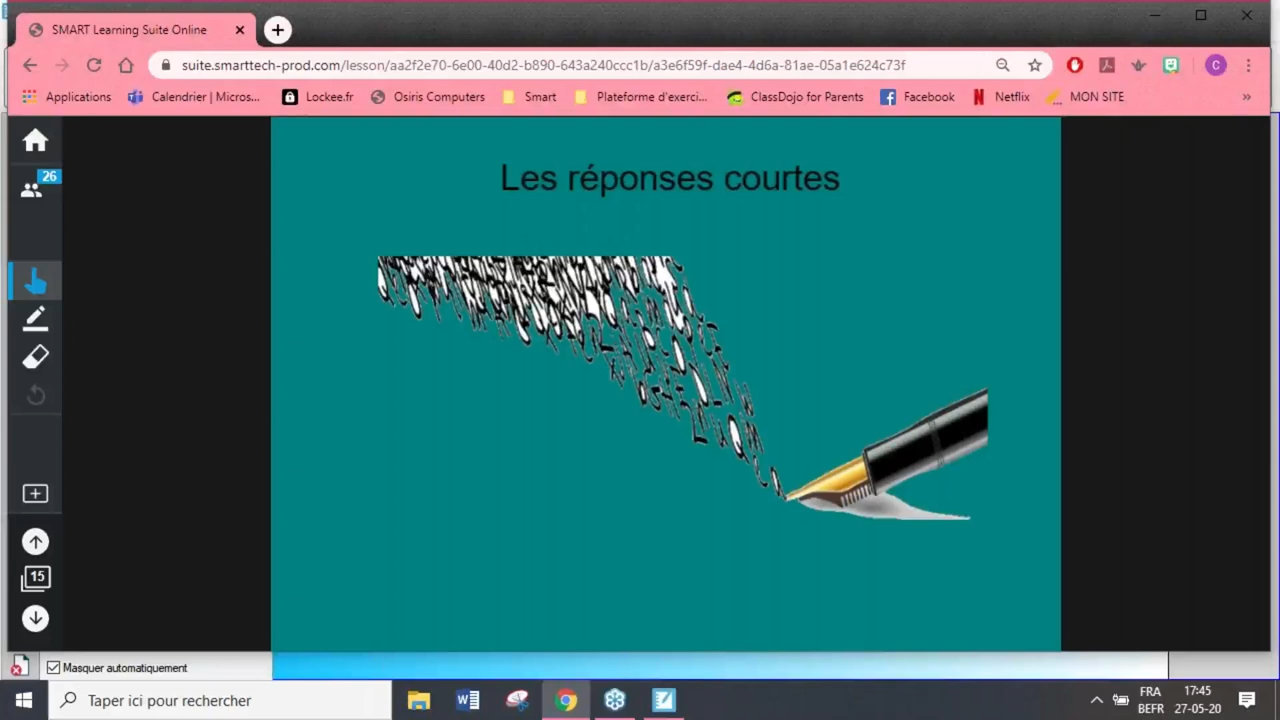 SMART Learning Suite Online
suite.smarttech-prod.com/lesson/aa2f2e70-6e00-40d2-b890-643a240ccc1b/a3e6f59f-dae4-4d6a-81ae-05a1e624c73f
C
Applications Calendrier | Micros... Lockee.fr Osiris Computers Smart Plateforme d'exerci... ClassDojo for Parents Facebook Netflix MON SITE »
26
Les réponses courtes
15
Masquer automatiquement
Taper ici pour rechercher
FRA 17:45
BEFR 27-05-20